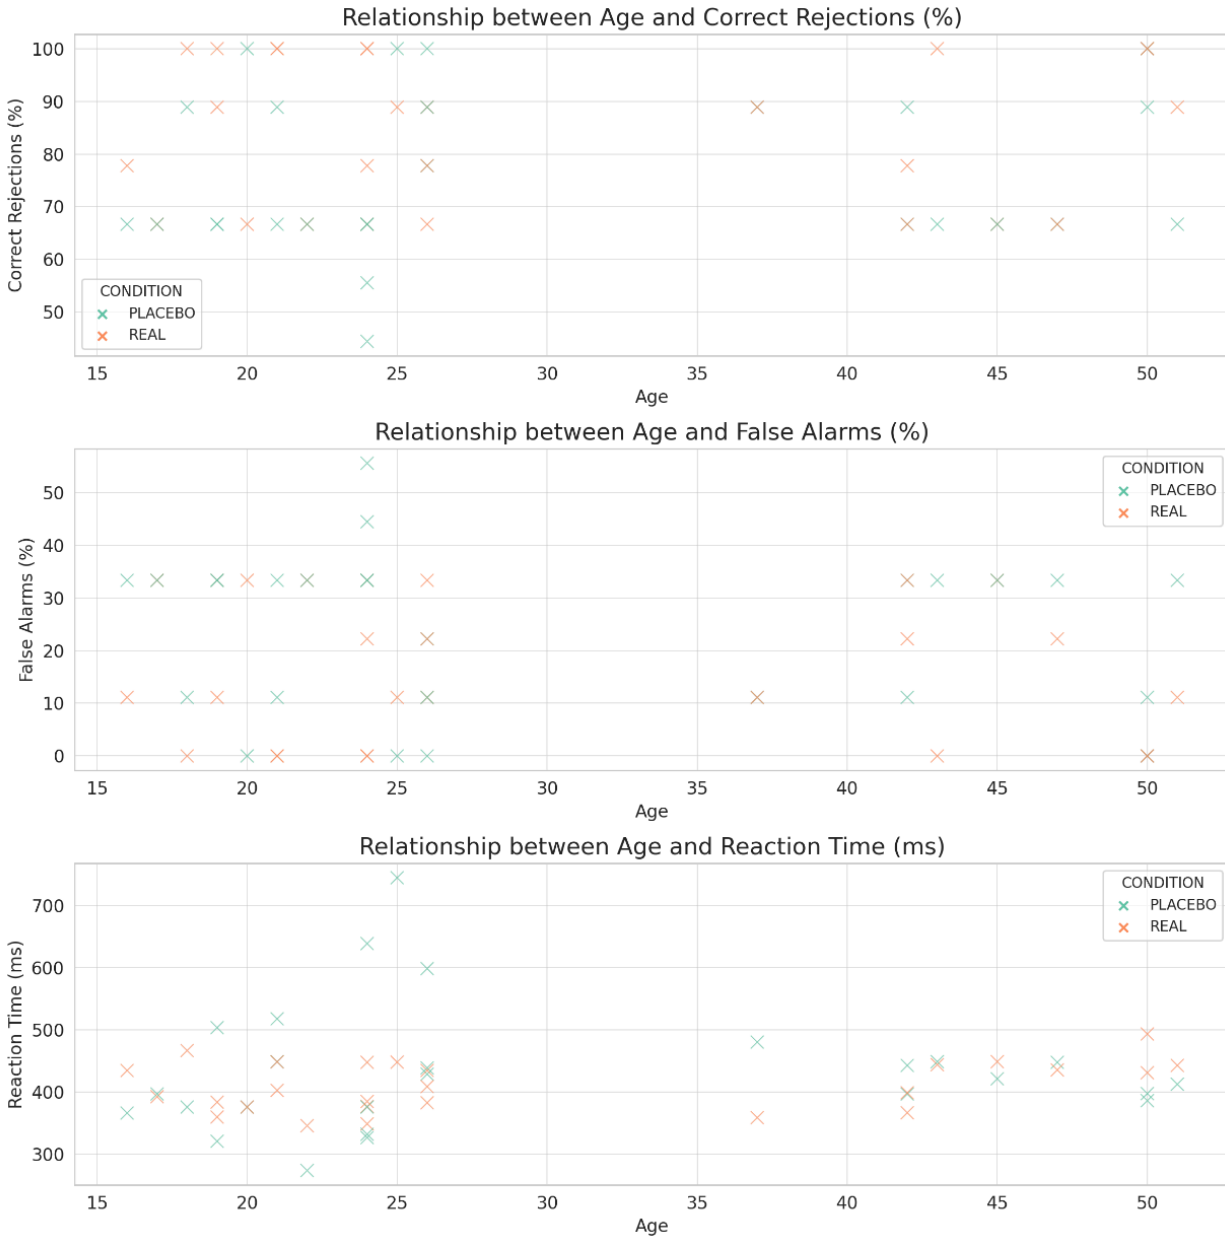 Relationship between Age and Correct Rejections (%)
Correct Rejections (%)
100
90
80
70
60
50
CONDITION
PLACEBO
REAL
15 20 25 30 35 40 45 50
Age
Relationship between Age and False Alarms (%)
False Alarms (%)
50
40
30
20
10
0
CONDITION
PLACEBO
REAL
15 20 25 30 35 40 45 50
Age
Relationship between Age and Reaction Time (ms)
Reaction Time (ms)
700
600
500
400
300
CONDITION
PLACEBO
REAL
15 20 25 30 35 40 45 50
Age